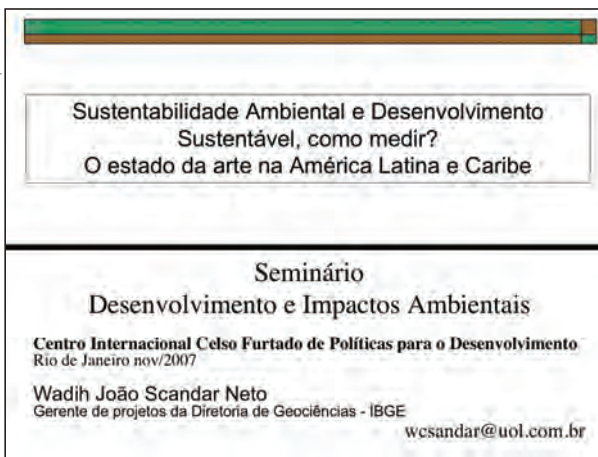 Sustentabilidade Ambiental e Desenvolvimento
Sustentável, como medir?
O estado da arte na América Latina e Caribe
Seminário
Desenvolvimento e Impactos Ambientais
Centro Internacional Celso Furtado de Políticas para o Desenvolvimento
Rio de Janeiro nov/2007
Wadih João Scandar Neto
Gerente de projetos da Diretoria de Geociências - IBGE
wcsandar@uol.com.br